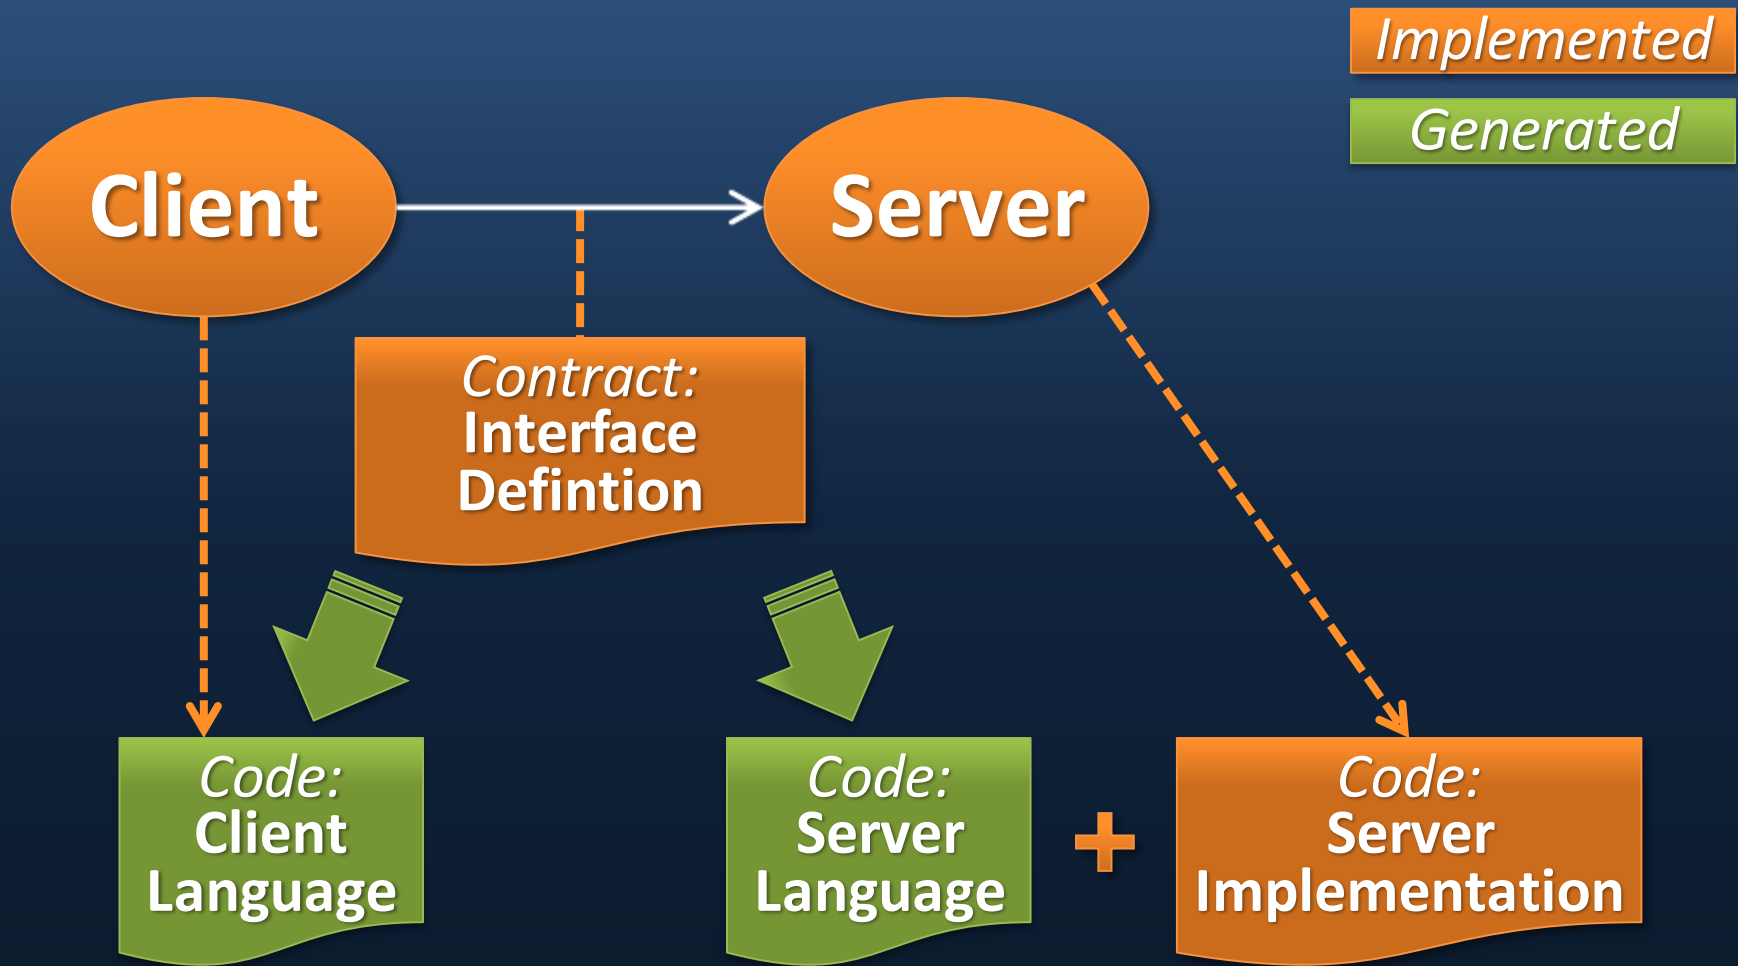 Implemented
Generated
Client
Server
Contract:
Interface
Defintion
Code:
Client
Language
Code:
Server
Language
+
Code:
Server
Implementation